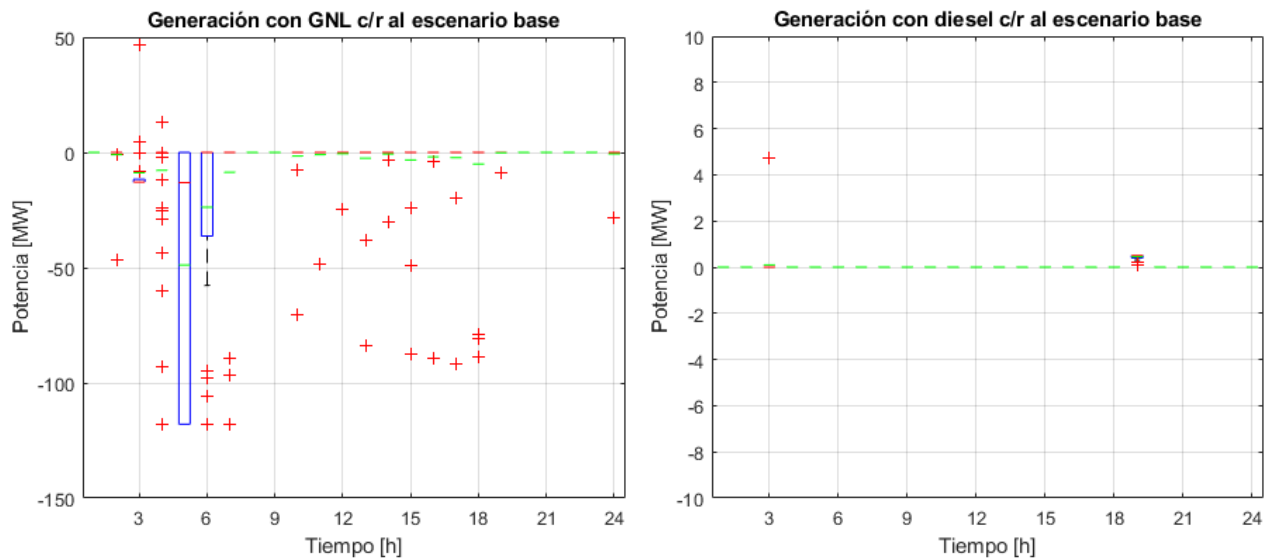 Generación con GNL c/r al escenario base
50
0
-50
-100
-150
Potencia [MW]
3 6 9 12 15 18 21 24
Tiempo [h]
Generación con diesel c/r al escenario base
10
8
6
4
2
0
-2
-4
-6
-8
-10
Potencia [MW]
3 6 9 12 15 18 21 24
Tiempo [h]